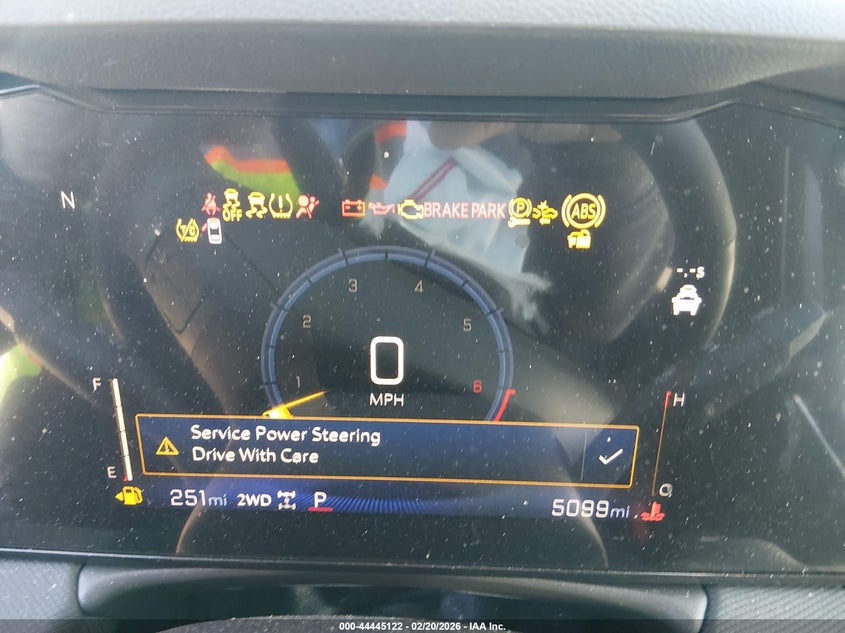 N
OFF
BRAKE PARK
P
ABS
-.-s
3
4
2
5
1
6
0
MPH
F
H
Service Power Steering
Drive With Care
E
C
251mi 2WD P
5099mi
000-44445122 - 02/20/2026 - IAA Inc.